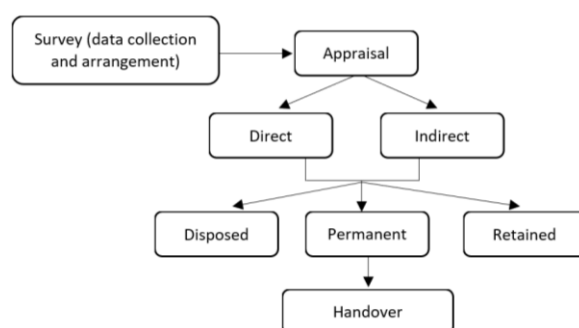 Survey (data collection
and arrangement)
Appraisal
Direct
Indirect
Disposed
Permanent
Retained
Handover